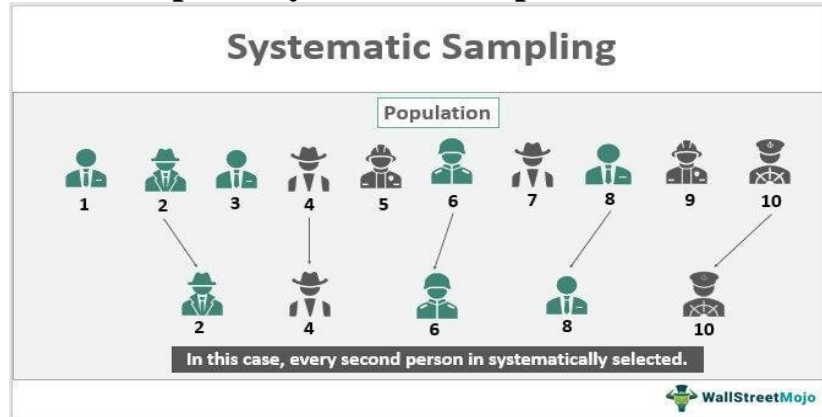 Systematic Sampling
Population
1 2 3 4 5 6 7 8 9 10
2 4 6 8 10
In this case, every second person in systematically selected.
WallStreetMojo